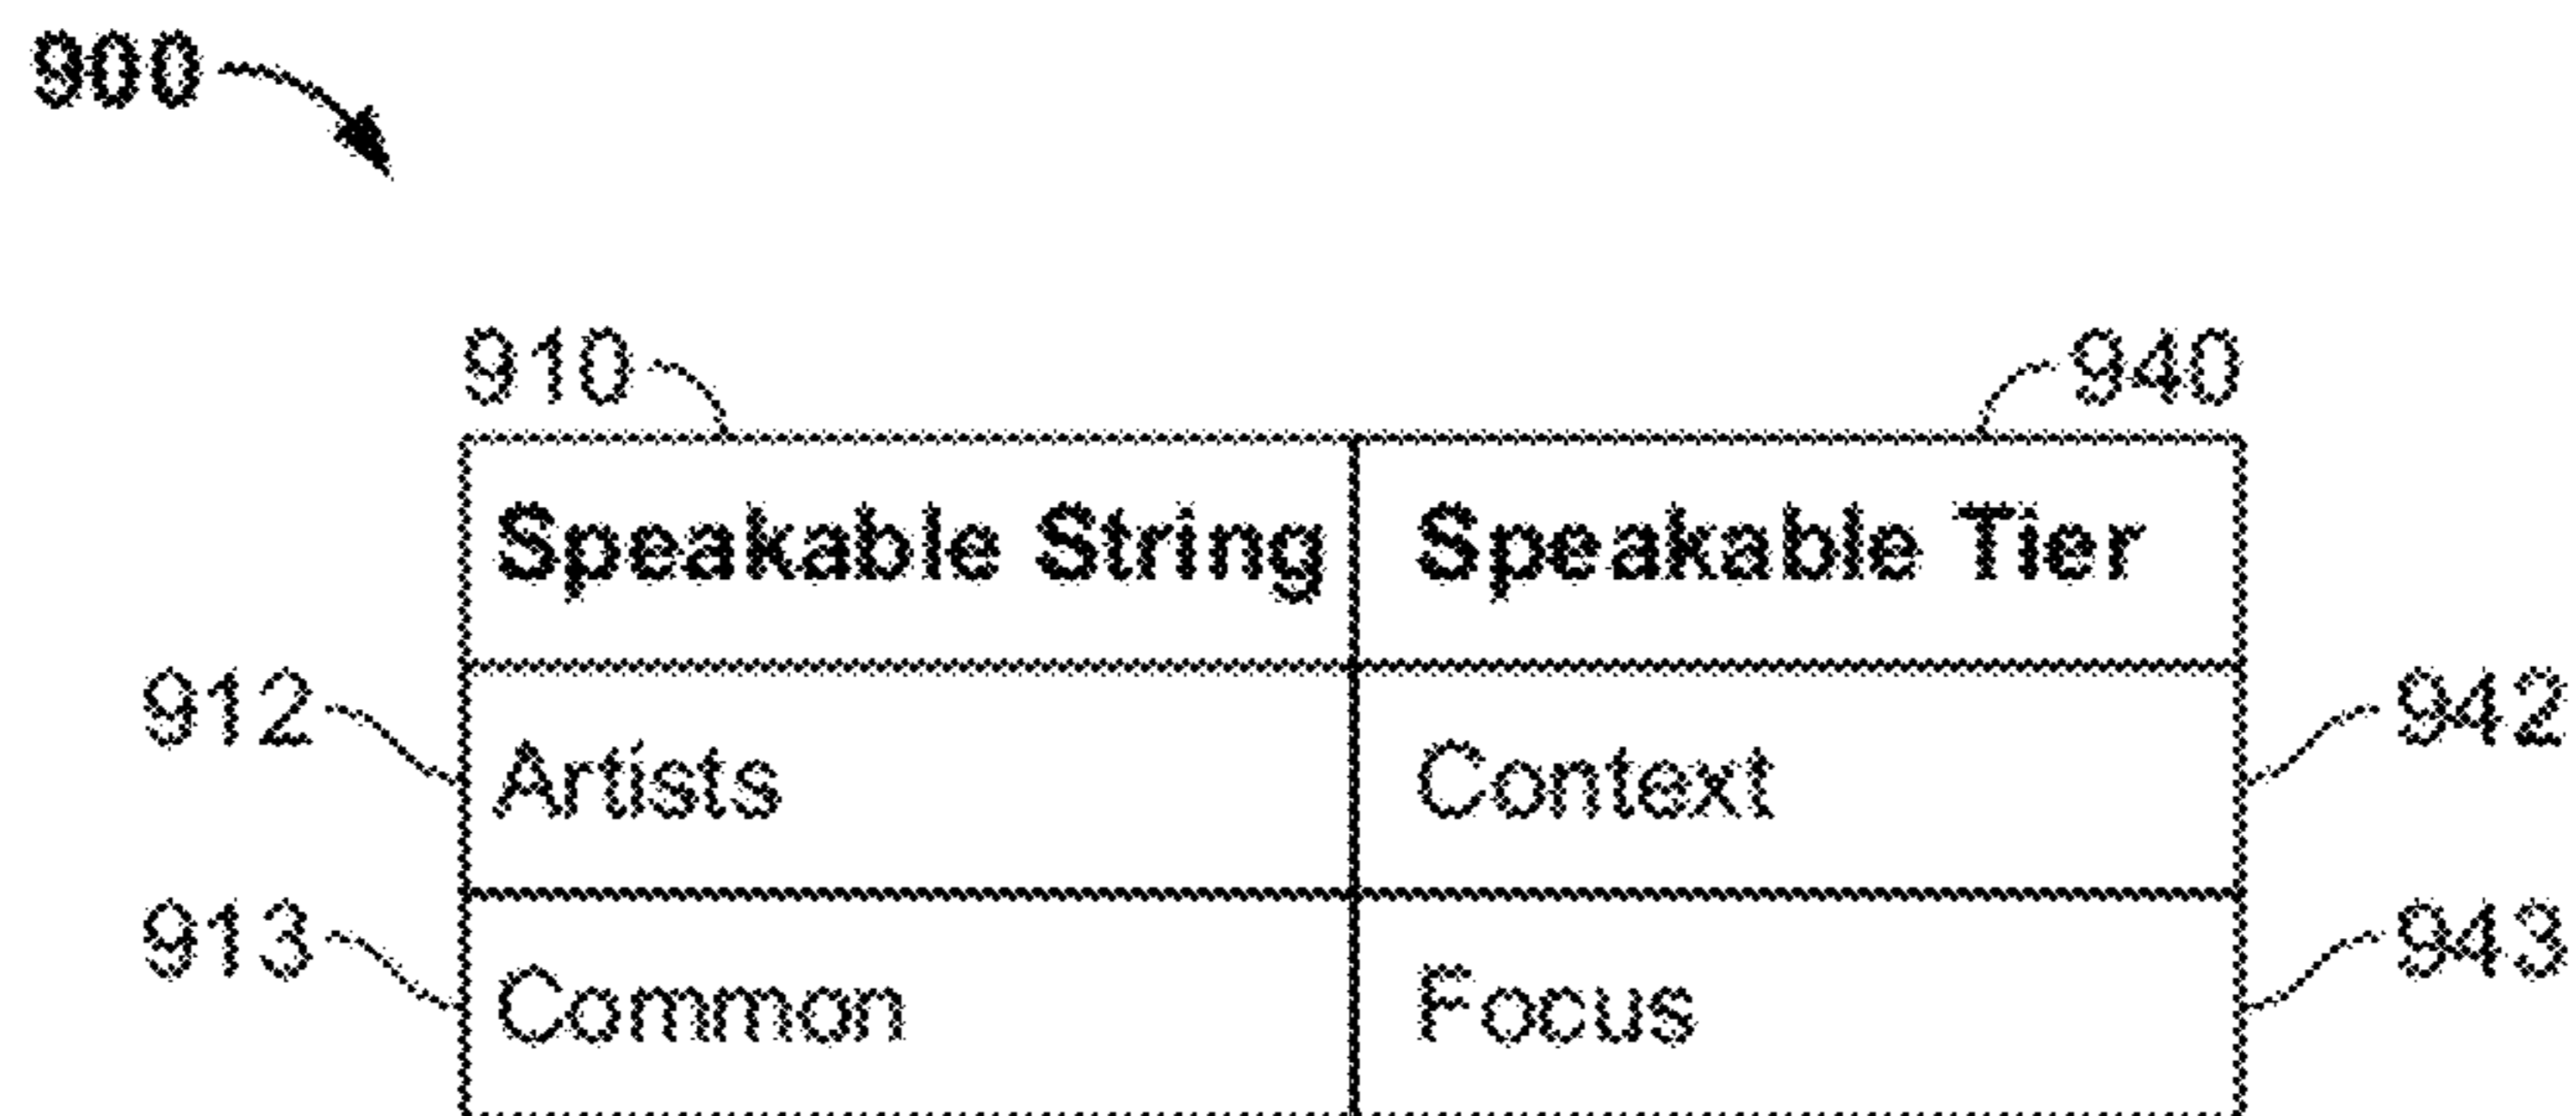 900
910 940
Speakable String Speakable Tier
912 Artists Context 942
913 Common Focus 943